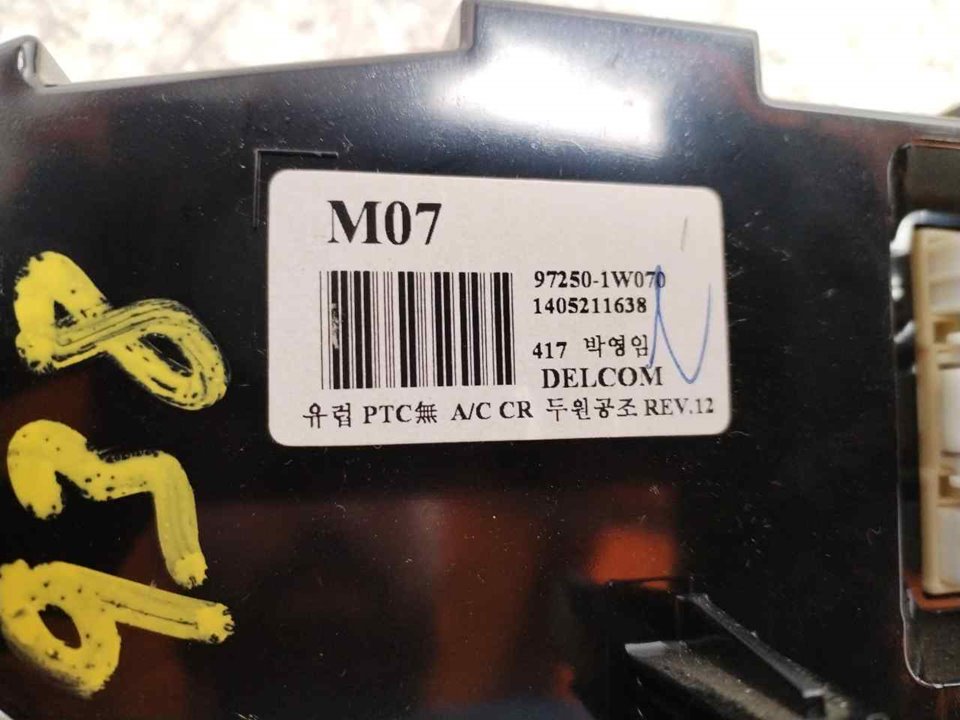 M07
97250-1W070
1405211638
417 박영임
DELCOM
유럽 PTC無 A/C CR 두원공조 REV.12